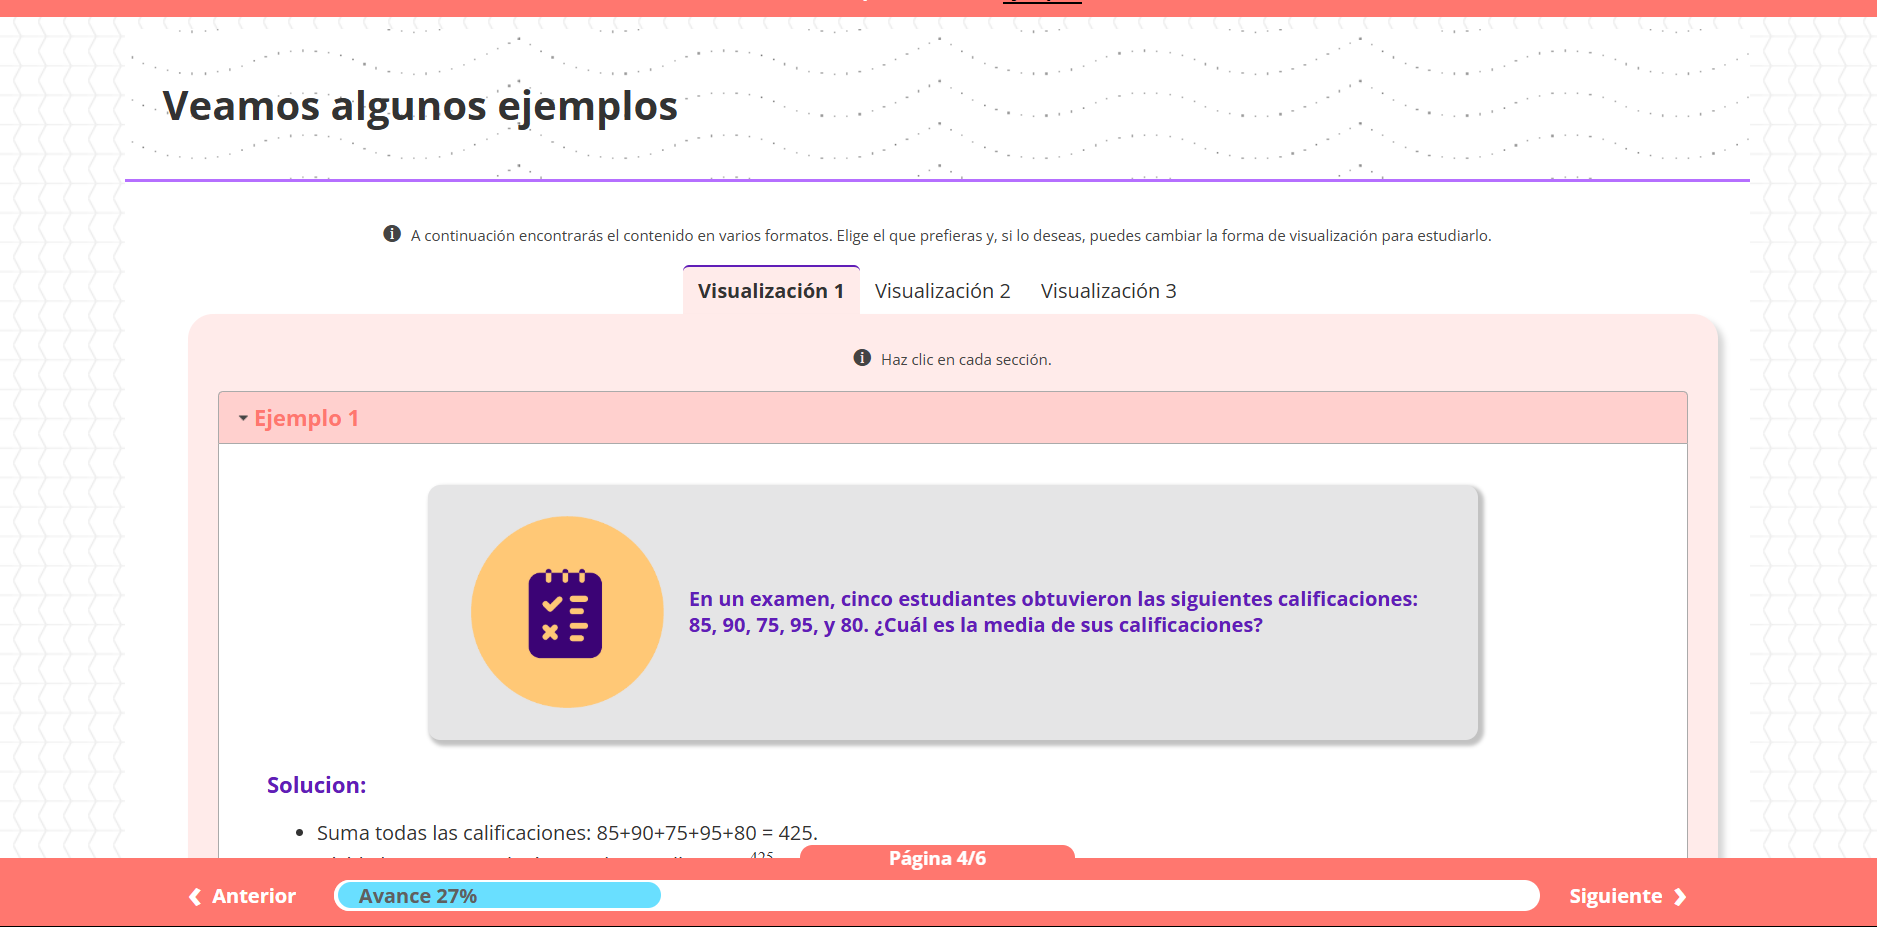 Veamos algunos ejemplos
A continuación encontrarás el contenido en varios formatos. Elige el que prefieras y, si lo deseas, puedes cambiar la forma de visualización para estudiarlo.
Visualización 1 Visualización 2 Visualización 3
Haz clic en cada sección.
Ejemplo 1
En un examen, cinco estudiantes obtuvieron las siguientes calificaciones:
85, 90, 75, 95, y 80. ¿Cuál es la media de sus calificaciones?
Solucion:
Suma todas las calificaciones: 85+90+75+95+80 = 425.
425
Página 4/6
Anterior Avance 27% Siguiente